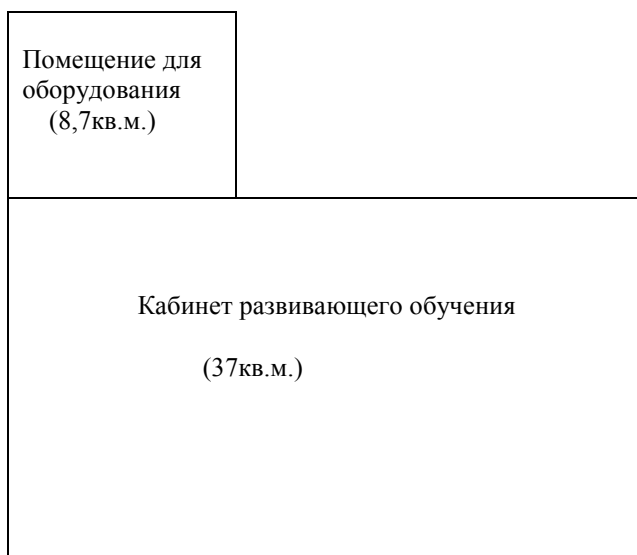 Помещение для
оборудования
(8,7кв.м.)
Кабинет развивающего обучения
(37кв.м.)